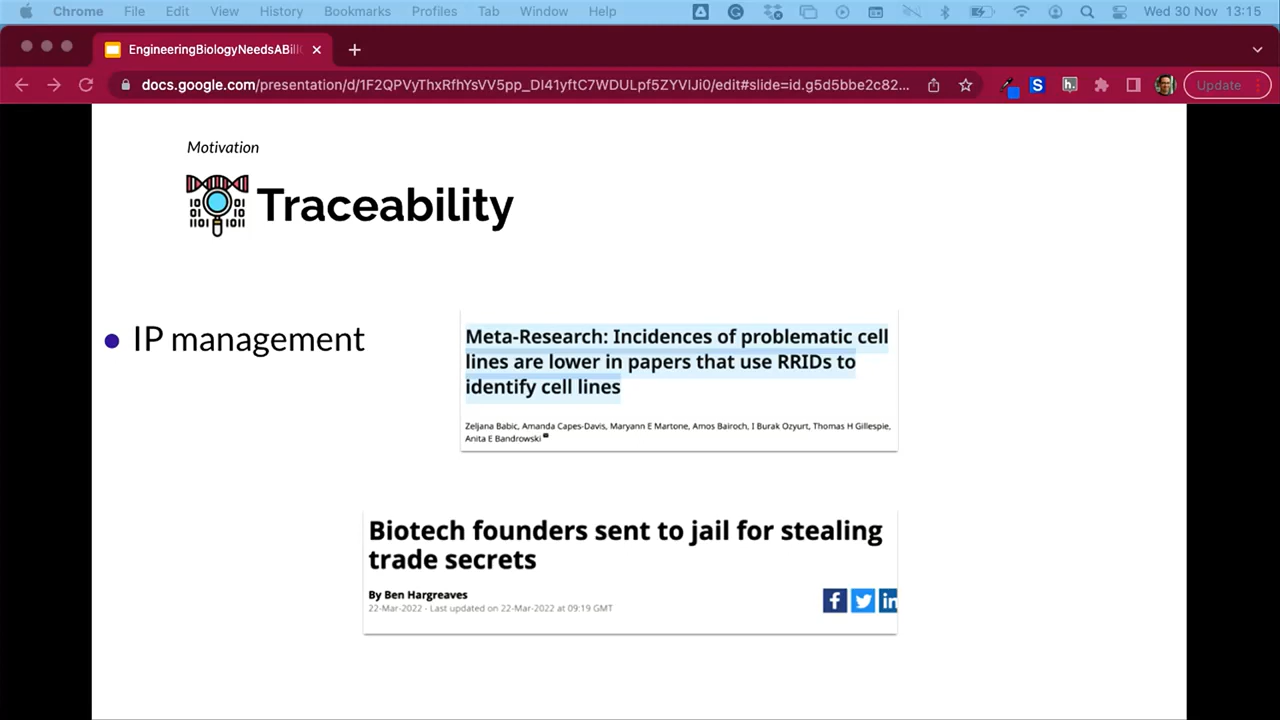 Chrome File Edit View History Bookmarks Profiles Tab Window Help Wed 30 Nov 13:15
EngineeringBiologyNeedsABill
docs.google.com/presentation/d/1F2QPVyThxRfhYsVV5pp_DI41yftC7WDULpf5ZYVIJi0/edit#slide=id.g5d5bbe2c82...
Update
Motivation
Traceability
IP management
Meta-Research: Incidences of problematic cell
lines are lower in papers that use RRIDs to
identify cell lines
Zeljana Babic, Amanda Capes-Davis, Maryann E Martone, Amos Bairoch, I Burak Ozyurt, Thomas H Gillespie,
Anita E Bandrowski
Biotech founders sent to jail for stealing
trade secrets
By Ben Hargreaves
22-Mar-2022 - Last updated on 22-Mar-2022 at 09:19 GMT